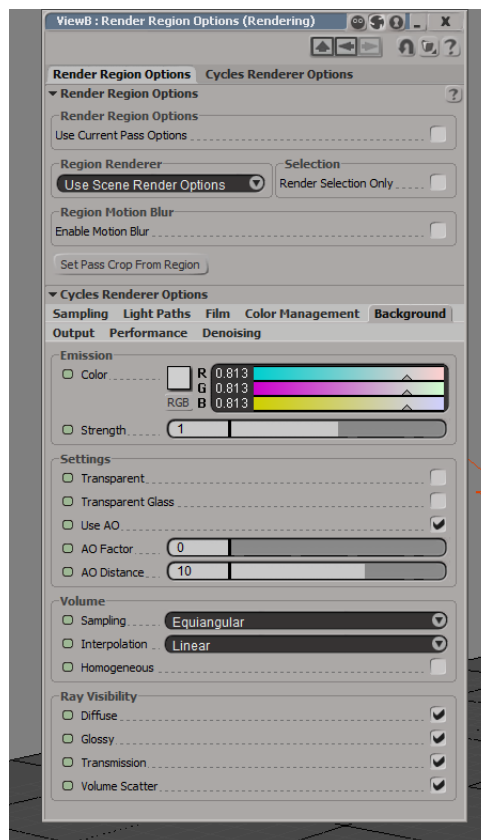 ViewB : Render Region Options (Rendering)
Render Region Options Cycles Renderer Options
Render Region Options
Render Region Options
Use Current Pass Options
Region Renderer
Use Scene Render Options
Selection
Render Selection Only
Region Motion Blur
Enable Motion Blur
Set Pass Crop From Region
Cycles Renderer Options
Sampling Light Paths Film Color Management Background
Output Performance Denoising
Emission
Color R 0.813
G 0.813
RGB B 0.813
Strength 1
Settings
Transparent
Transparent Glass
Use AO
AO Factor 0
AO Distance 10
Volume
Sampling Equiangular
Interpolation Linear
Homogeneous
Ray Visibility
Diffuse
Glossy
Transmission
Volume Scatter